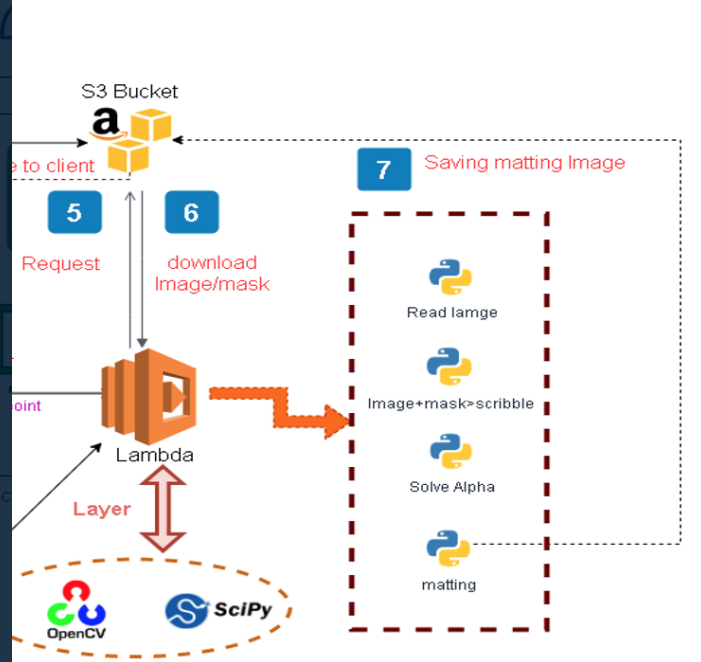 S3 Bucket
a
e to client
7
Saving matting Image
5
6
Request
download
Image/mask
Read Iamge
Image+mask>scribble
oint
Lambda
Solve Alpha
Layer
matting
OpenCV
SciPy